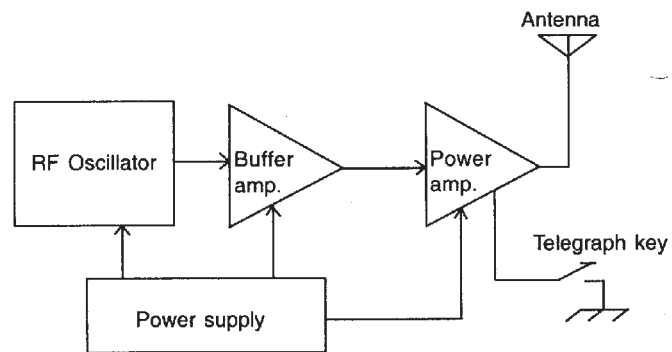 Antenna
RF Oscillator
Buffer
amp.
Power
amp.
Telegraph key
Power supply